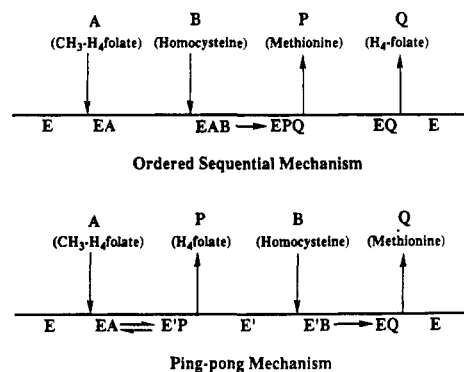 A B P Q
(CH₃-H₄folate) (Homocysteine) (Methionine) (H₄-folate)
E EA EAB EPQ EQ E
Ordered Sequential Mechanism
A P B Q
(CH₃-H₄folate) (H₄folate) (Homocysteine) (Methionine)
E EA E'P E' E'B EQ E
Ping-pong Mechanism